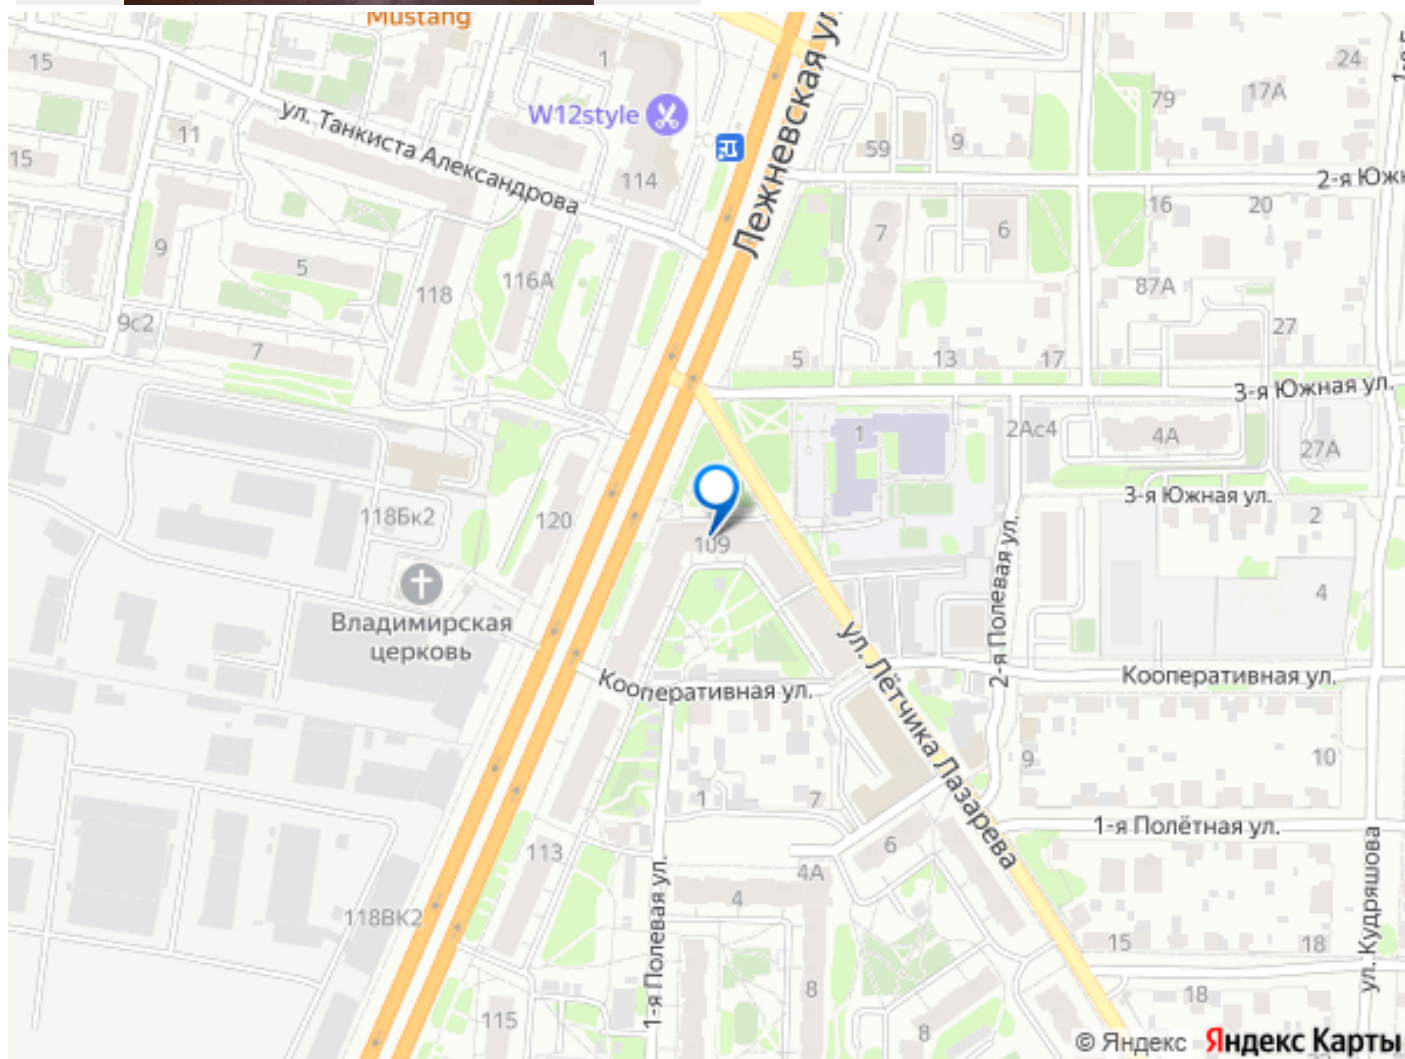 Mustang
15
1
W12style
ул. Танкиста Александрова
11
15
114
Лежневская ул
59
9
79
17А
24
2-я Южн
16
20
7
6
9
5
118
116А
87А
27
9с2
7
5
13
17
3-я Южная ул.
1
2Ас4
4А
27А
3-я Южная ул.
2
118Бк2
120
109
4
Владимирская
церковь
Кооперативная ул.
ул. Лётчика Лазарева
2-я Полевая ул.
Кооперативная ул.
9
10
1
7
1-я Полётная ул.
113
6
4А
4
118ВК2
1-я Полевая ул.
15
18
ул. Кудряшова
8
18
115
8
© Яндекс Яндекс Карты